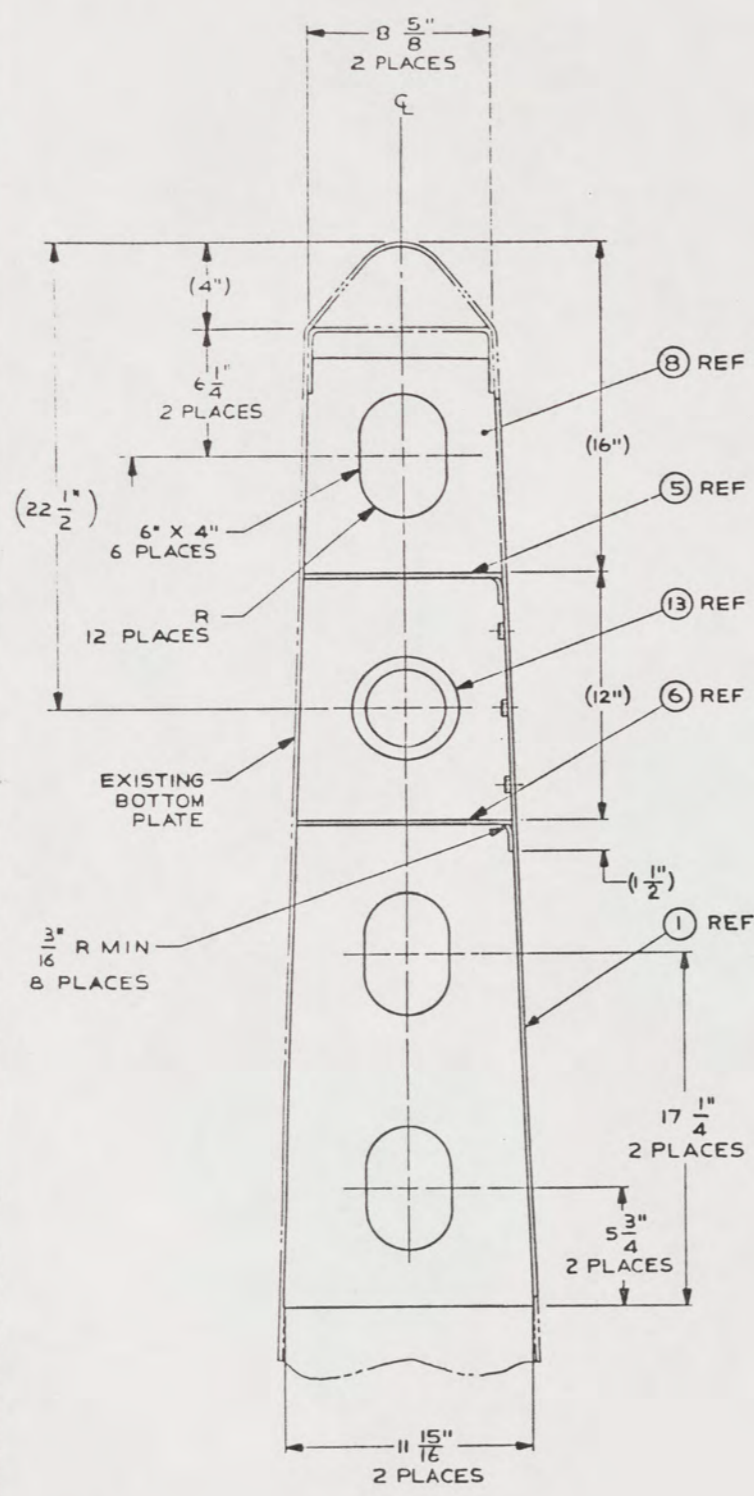 8 5/8"
2 PLACES
℄
(4")
6 1/4"
2 PLACES
8 REF
(16")
5 REF
(22 1/2")
6" X 4"
6 PLACES
R
12 PLACES
13 REF
(12")
6 REF
EXISTING
BOTTOM
PLATE
(1 1/2")
3/16" R MIN
8 PLACES
1 REF
17 1/4"
2 PLACES
5 3/4"
2 PLACES
11 15/16"
2 PLACES